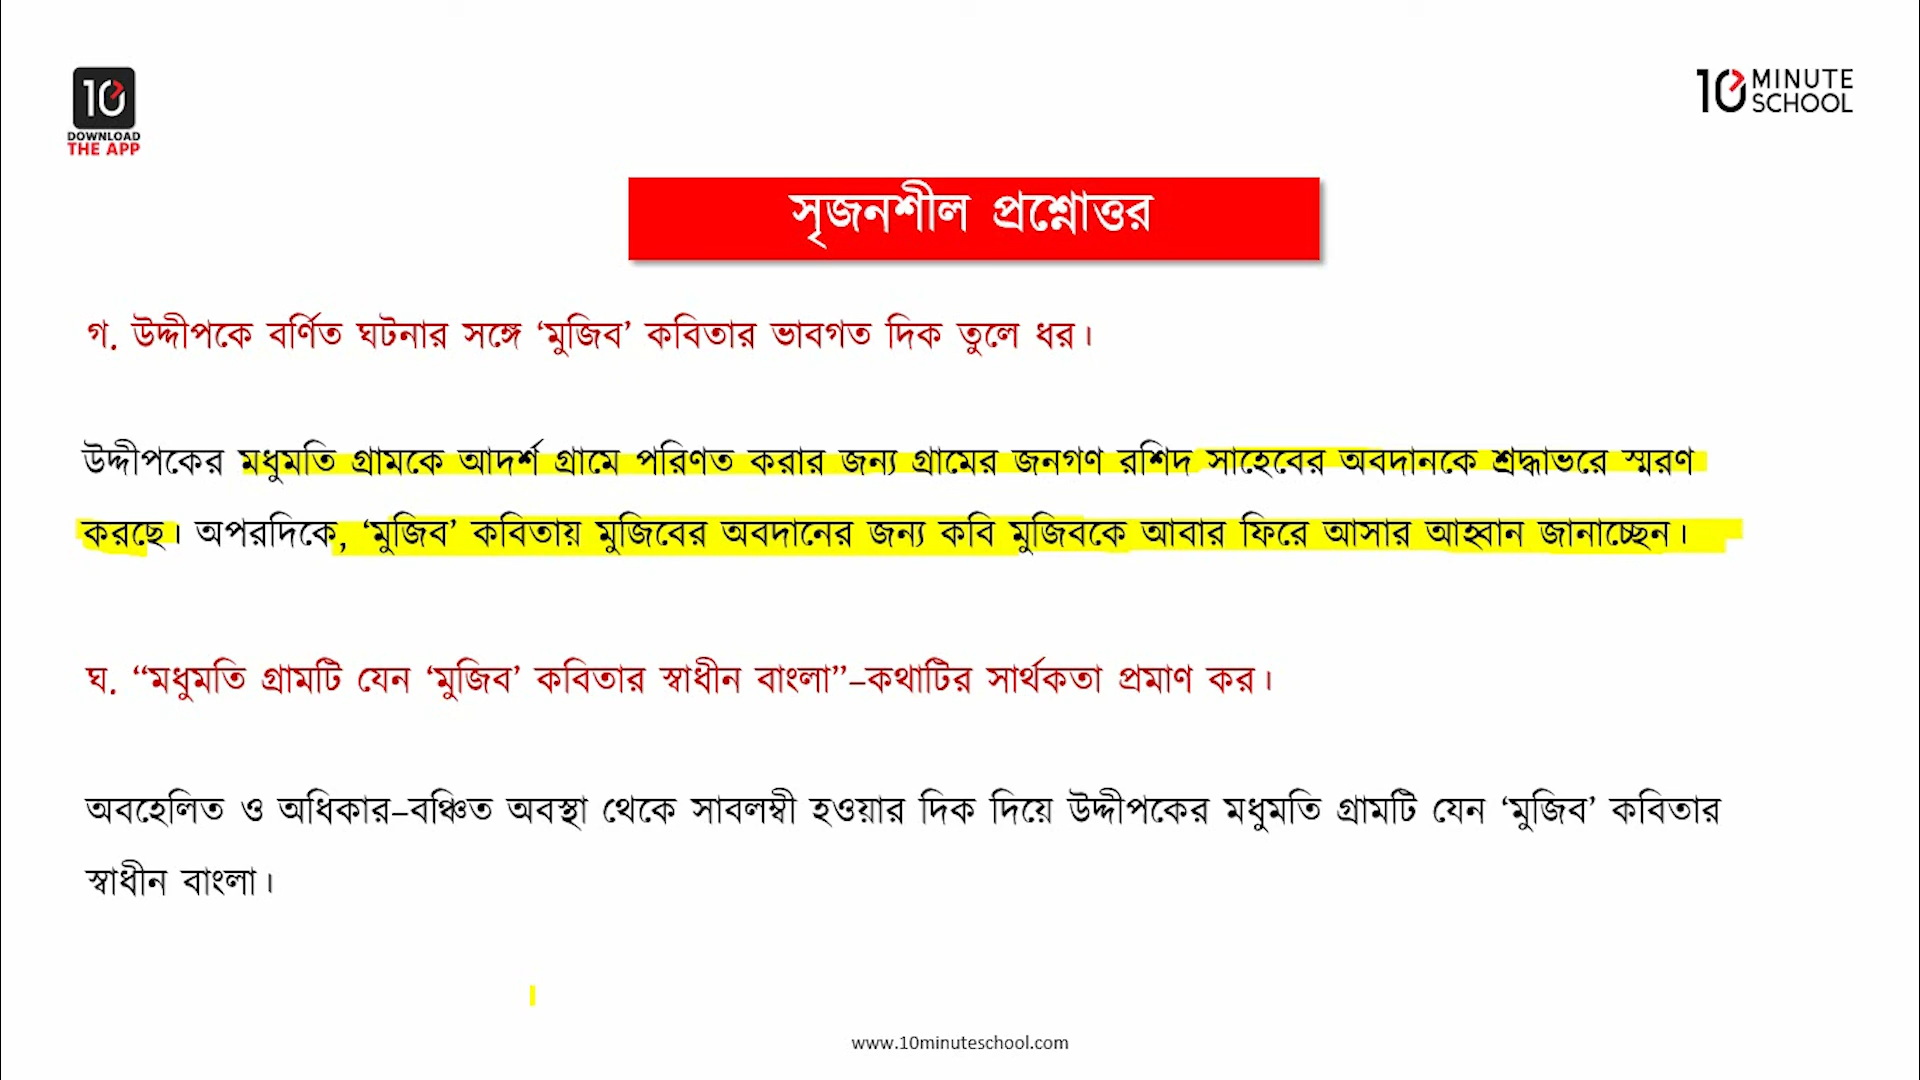 10
DOWNLOAD
THE APP
10 MINUTE
SCHOOL
সৃজনশীল প্রশ্নোত্তর
গ. উদ্দীপকে বর্ণিত ঘটনার সঙ্গে ‘মুজিব’ কবিতার ভাবগত দিক তুলে ধর।
উদ্দীপকের মধুমতি গ্রামকে আদর্শ গ্রামে পরিণত করার জন্য গ্রামের জনগণ রশিদ সাহেবের অবদানকে শ্রদ্ধাভরে স্মরণ
করছে। অপরদিকে, ‘মুজিব’ কবিতায় মুজিবের অবদানের জন্য কবি মুজিবকে আবার ফিরে আসার আহ্বান জানাচ্ছেন।
ঘ. “মধুমতি গ্রামটি যেন ‘মুজিব’ কবিতার স্বাধীন বাংলা”–কথাটির সার্থকতা প্রমাণ কর।
অবহেলিত ও অধিকার–বঞ্চিত অবস্থা থেকে সাবলম্বী হওয়ার দিক দিয়ে উদ্দীপকের মধুমতি গ্রামটি যেন ‘মুজিব’ কবিতার
স্বাধীন বাংলা।
www.10minuteschool.com